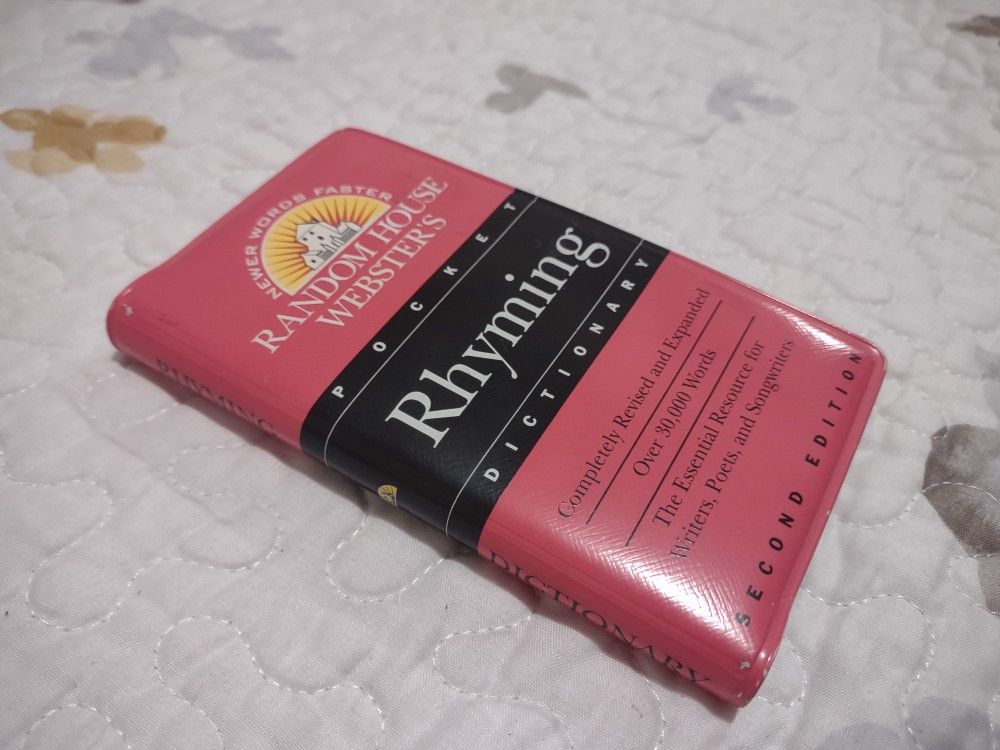 NEWER WORDS FASTER
RANDOM HOUSE
WEBSTER'S
POCKET
Rhyming
DICTIONARY
Completely Revised and Expanded
Over 30,000 Words
The Essential Resource for
Writers, Poets, and Songwriters
SECOND EDITION
RHYMING
DICTIONARY